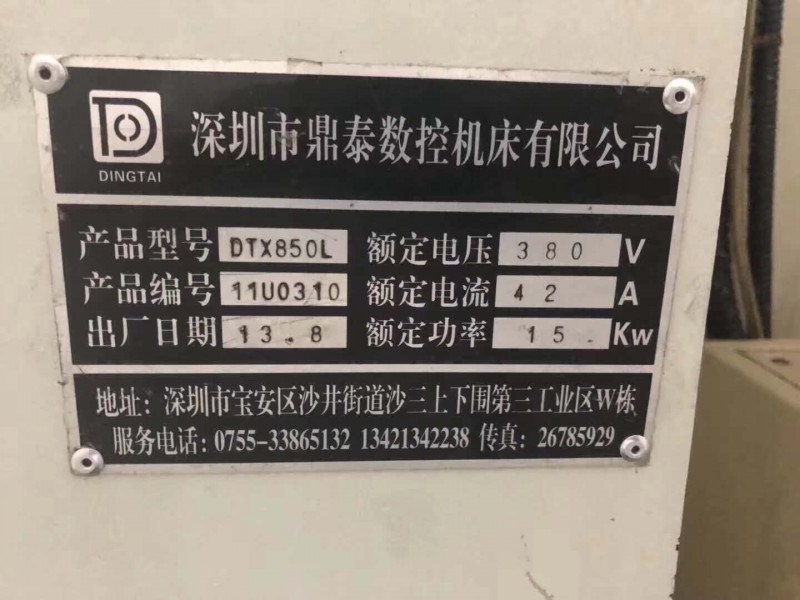 深圳市鼎泰数控机床有限公司
DINGTAI
产品型号 DTX850L 额定电压 380 V
产品编号 11U0310 额定电流 42 A
出厂日期 13.8 额定功率 15. Kw
地址：深圳市宝安区沙井街道沙三上下围第三工业区W栋
服务电话：0755-33865132 13421342238 传真：26785929